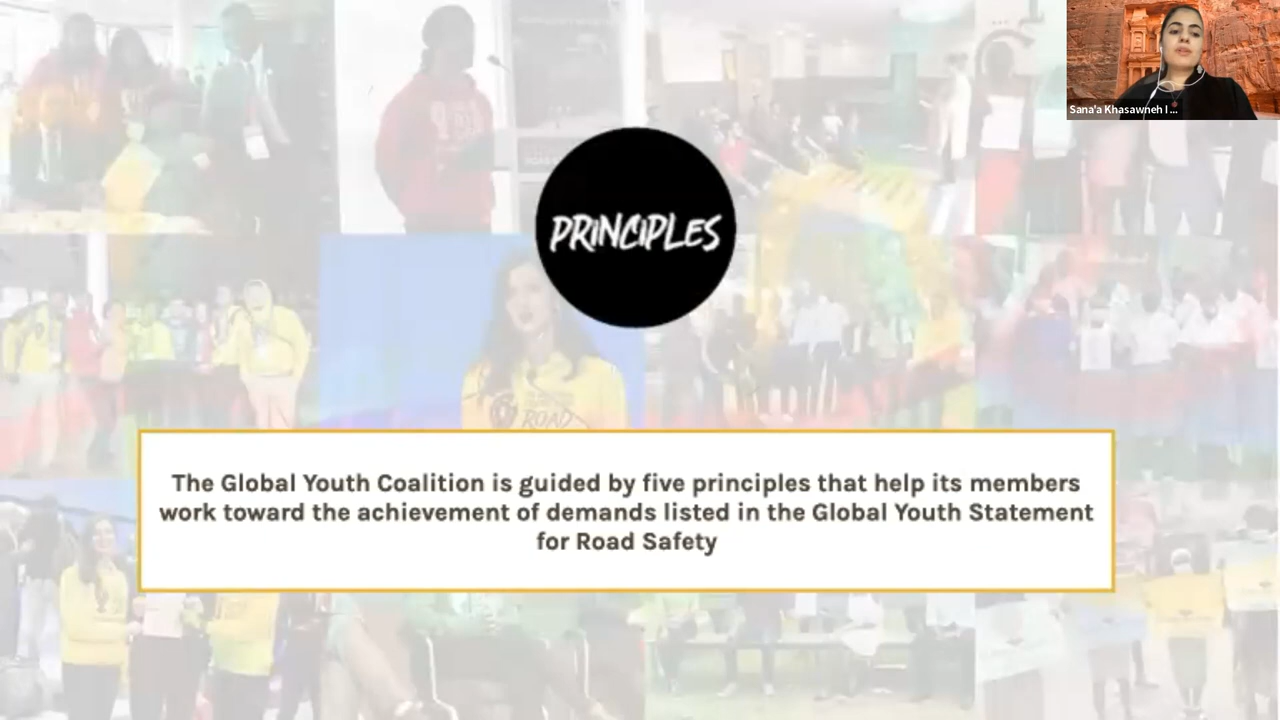 Sana'a Khasawneh I ...
PRINCIPLES
ROAD
The Global Youth Coalition is guided by five principles that help its members
work toward the achievement of demands listed in the Global Youth Statement
for Road Safety